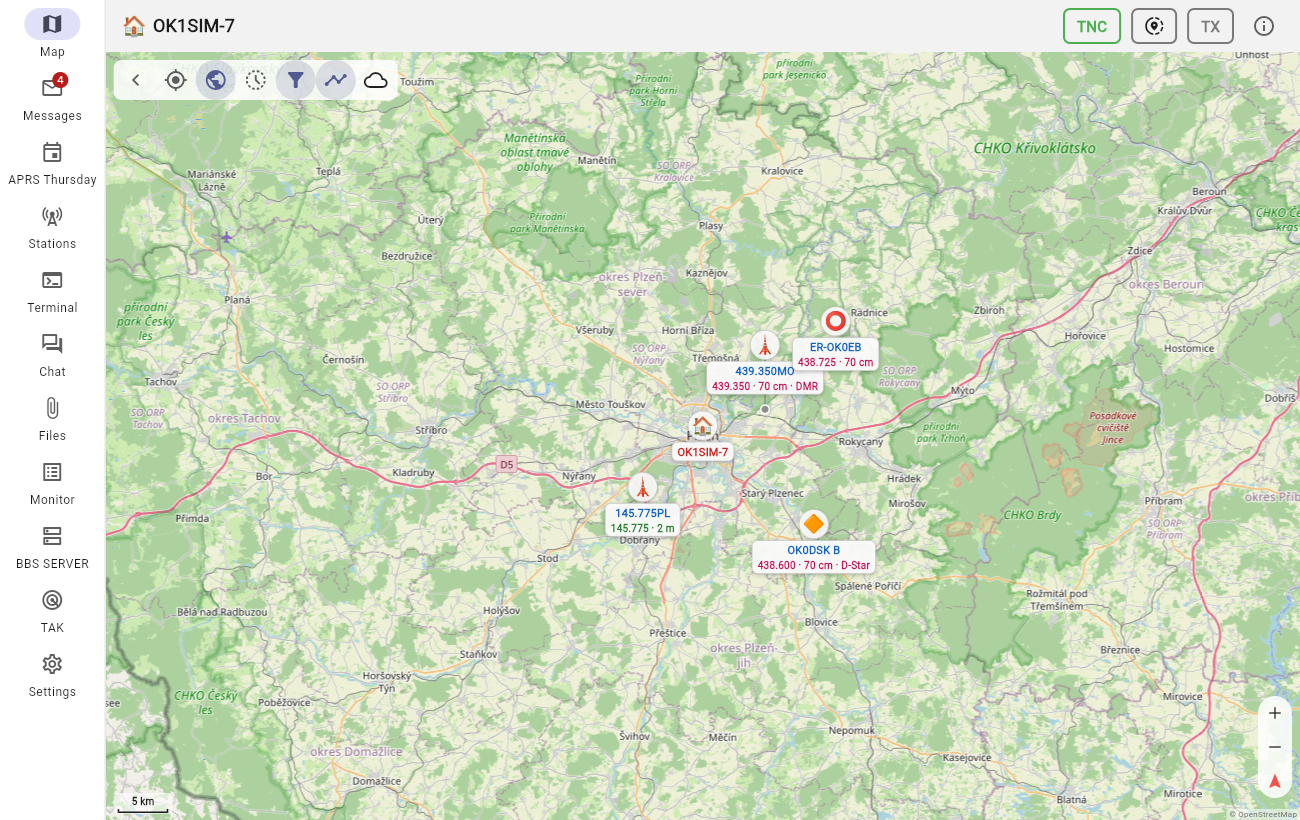 OK1SIM-7
TNC
TX
Map
4
Messages
APRS Thursday
Stations
Terminal
Chat
Files
Monitor
BBS SERVER
TAK
Settings
Toužim
přírodní
park Horní
Střela
přírodní
park Jesenicko
Unhošť
Manětínská
oblast tmavé
oblohy
Manětín
SO ORP
Kralovice
Kralovice
CHKO Křivoklátsko
Mariánské
Lázně
Teplá
Beroun
Králův Dvůr
CHKO Če
kras
Úterý
Přírodní
park Manětínská
Plasy
Zdice
Bezdružice
Kaznějov
okres Plzeň-
sever
okres Beroun
Planá
přírodní
park Český
les
Zbiroh
Radnice
Všeruby
Horní Bříza
Hořovice
ER-OK0EB
438.725 · 70 cm
Hostomice
Černošín
SO ORP
Nýřany
Třemošná
439.350MO
439.350 · 70 cm · DMR
SO ORP
Rokycany
Tachov
SO ORP
Stříbro
Mýto
Dobříš
SO ORP
Tachov
okres Tachov
Město Touškov
Stříbro
Posádkové
cvičiště
Jince
přírodní
park Trhoň
Rokycany
OK1SIM-7
D5
Kladruby
Nýřany
Bor
Hrádek
Starý Plzenec
Mirošov
Příbram
okres Příb
Přimda
145.775PL
145.775 · 2 m
CHKO Brdy
SO ORP
Příbram
Dobřany
OK0DSK B
438.600 · 70 cm · D-Star
Stod
Spálené Poříčí
Rožmitál pod
Třemšínem
Bělá nad Radbuzou
Holýšov
Blovice
Přeštice
Staňkov
okres Plzeň-
jih
Březnice
Horšovský
Týn
CHKO Český
les
Poběžovice
Mirovice
see
Švihov
Měčín
Nepomuk
okres Domažlice
Kasejovice
Domažlice
Blatná
Mirotice
5 km
© OpenStreetMap